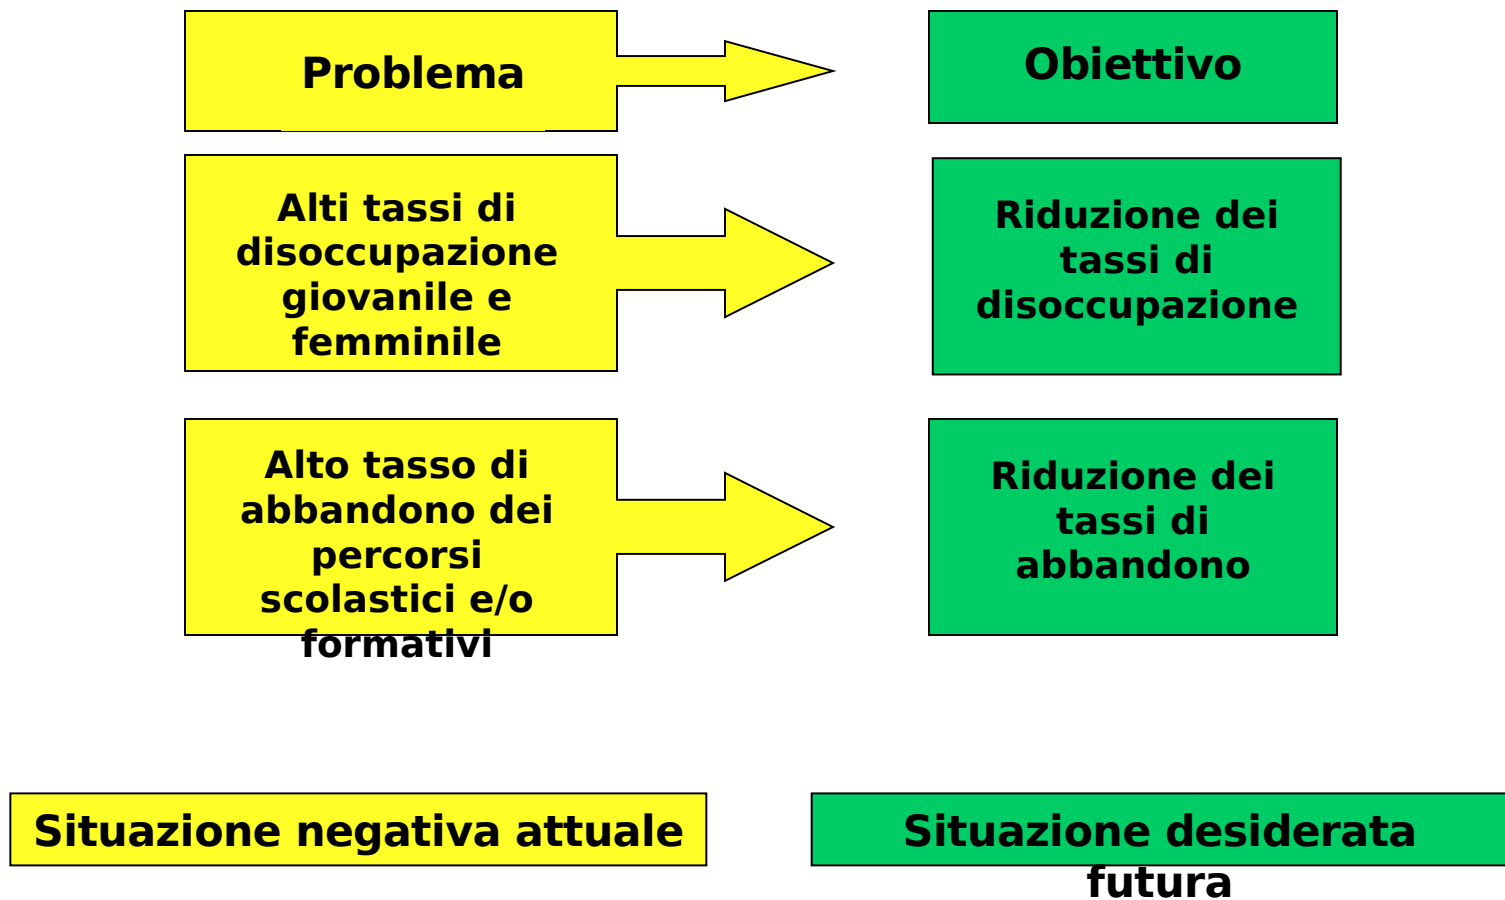 Problema
Obiettivo
Alti tassi di
disoccupazione
giovanile e
femminile
Riduzione dei
tassi di
disoccupazione
Alto tasso di
abbandono dei
percorsi
scolastici e/o
formativi
Riduzione dei
tassi di
abbandono
Situazione negativa attuale
Situazione desiderata
futura